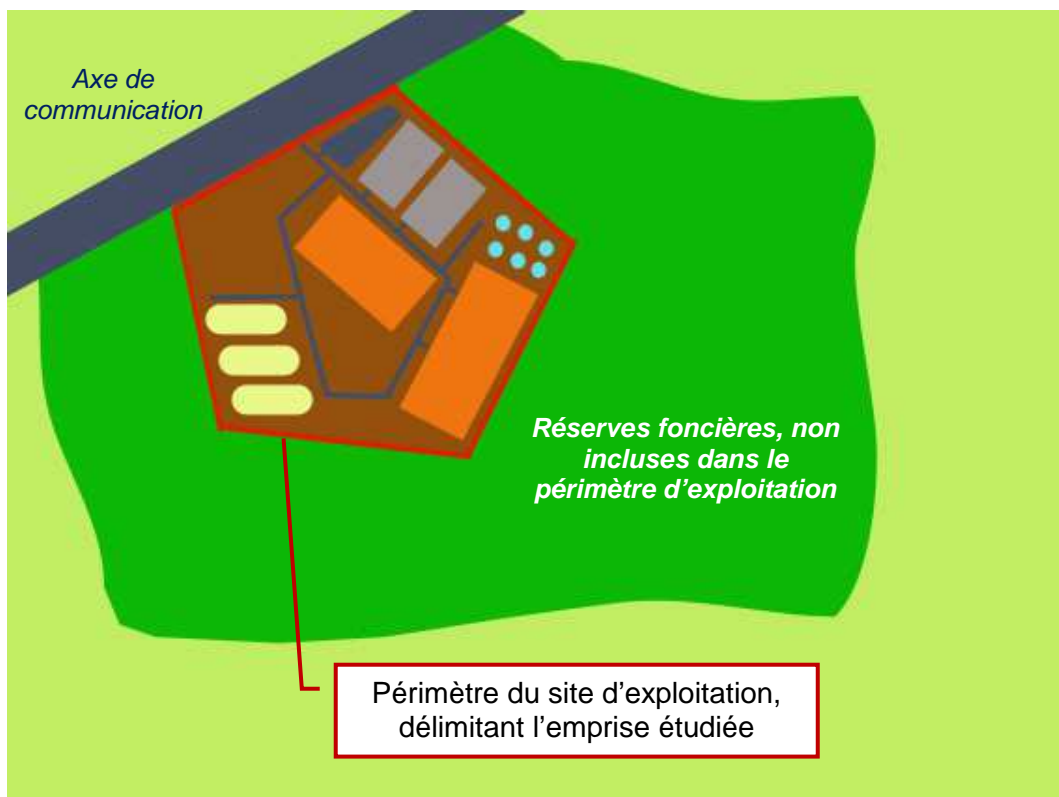 Axe de
communication
Réserves foncières, non
incluses dans le
périmètre d’exploitation
Périmètre du site d’exploitation,
délimitant l’emprise étudiée